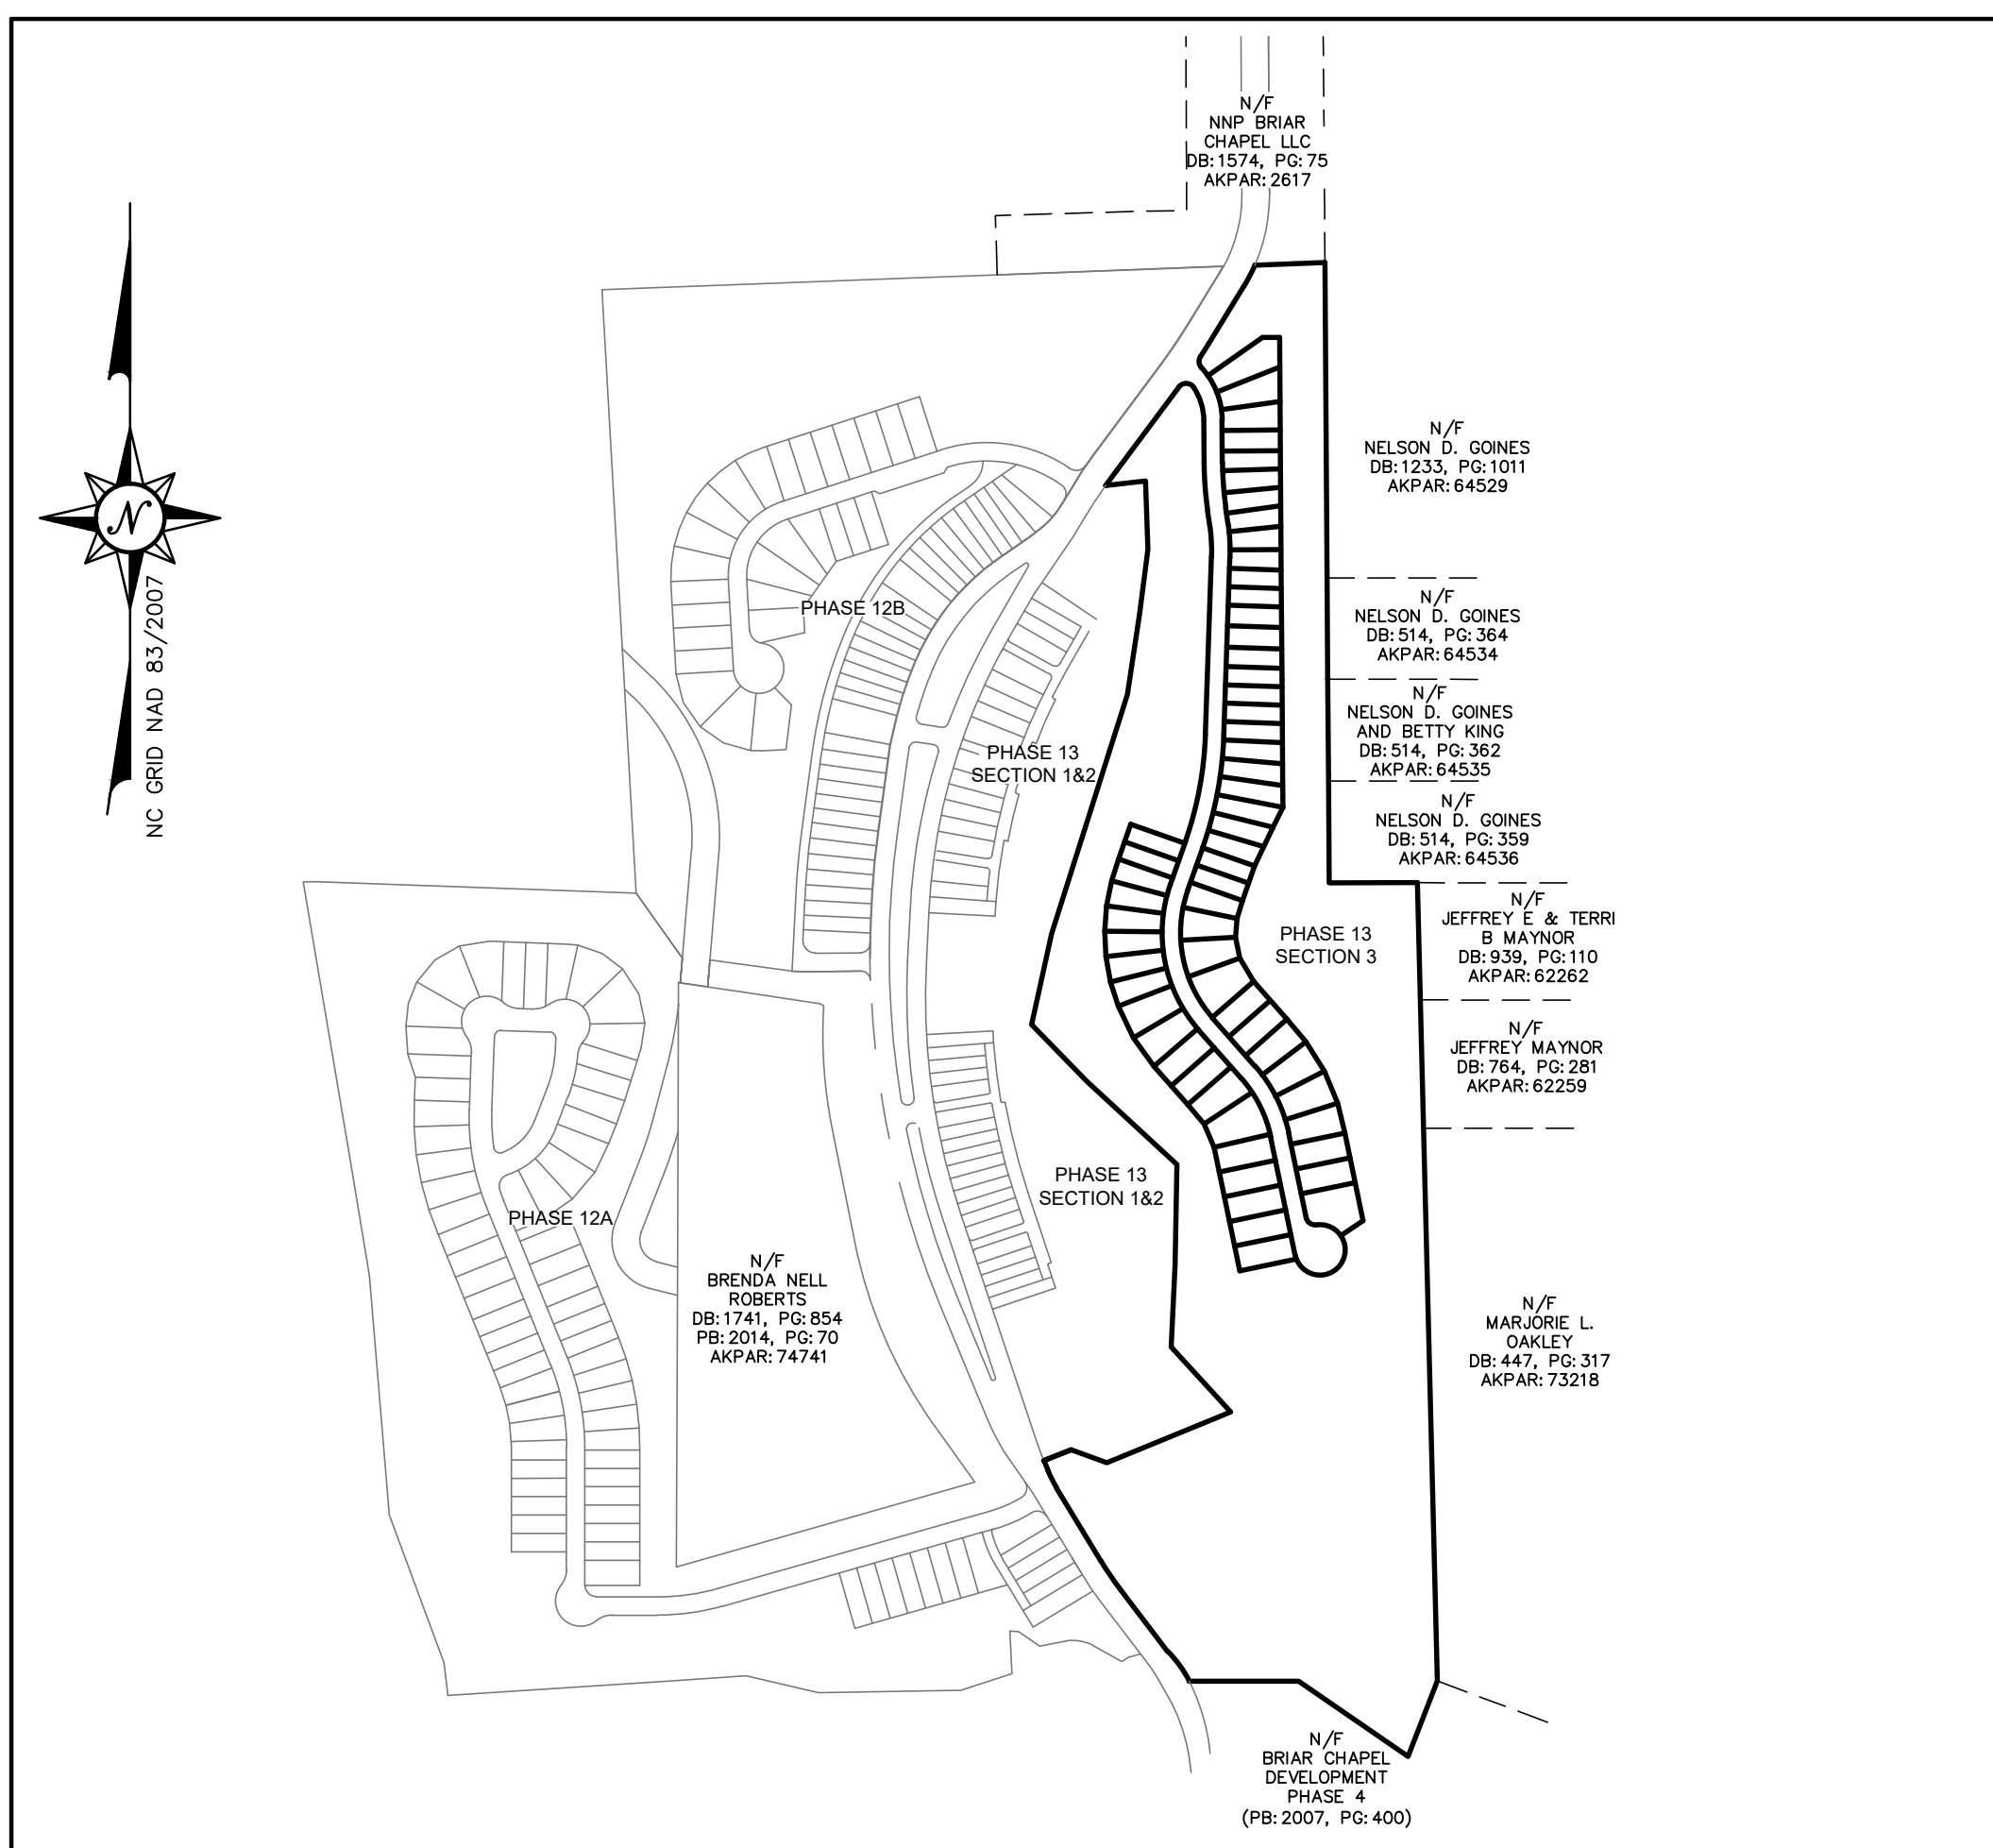 N/F
NNP BRIAR
CHAPEL LLC
DB:1574, PG:75
AKPAR:2617
N
NC GRID NAD 83/2007
N/F
NELSON D. GOINES
DB:1233, PG:1011
AKPAR:64529
PHASE 12B
N/F
NELSON D. GOINES
DB:514, PG:364
AKPAR:64534
N/F
NELSON D. GOINES
AND BETTY KING
DB:514, PG:362
AKPAR:64535
PHASE 13
SECTION 1&2
N/F
NELSON D. GOINES
DB:514, PG:359
AKPAR:64536
N/F
JEFFREY E & TERRI
B MAYNOR
DB:939, PG:110
AKPAR:62262
PHASE 13
SECTION 3
N/F
JEFFREY MAYNOR
DB:764, PG:281
AKPAR:62259
PHASE 13
SECTION 1&2
PHASE 12A
N/F
BRENDA NELL
ROBERTS
DB:1741, PG:854
PB:2014, PG:70
AKPAR:74741
N/F
MARJORIE L.
OAKLEY
DB:447, PG:317
AKPAR:73218
N/F
BRIAR CHAPEL
DEVELOPMENT
PHASE 4
(PB:2007, PG:400)